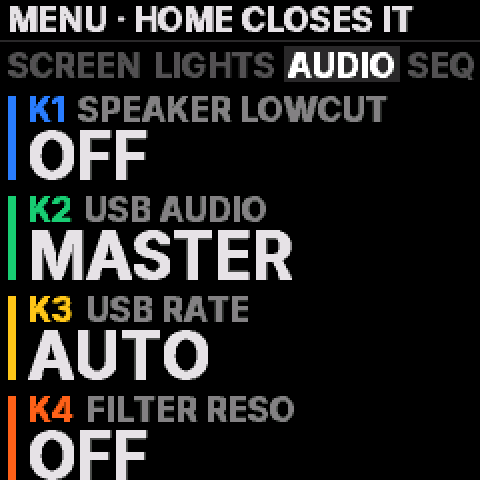 MENU · HOME CLOSES IT
SCREEN LIGHTS AUDIO SEQ
K1 SPEAKER LOWCUT
OFF
K2 USB AUDIO
MASTER
K3 USB RATE
AUTO
K4 FILTER RESO
OFF